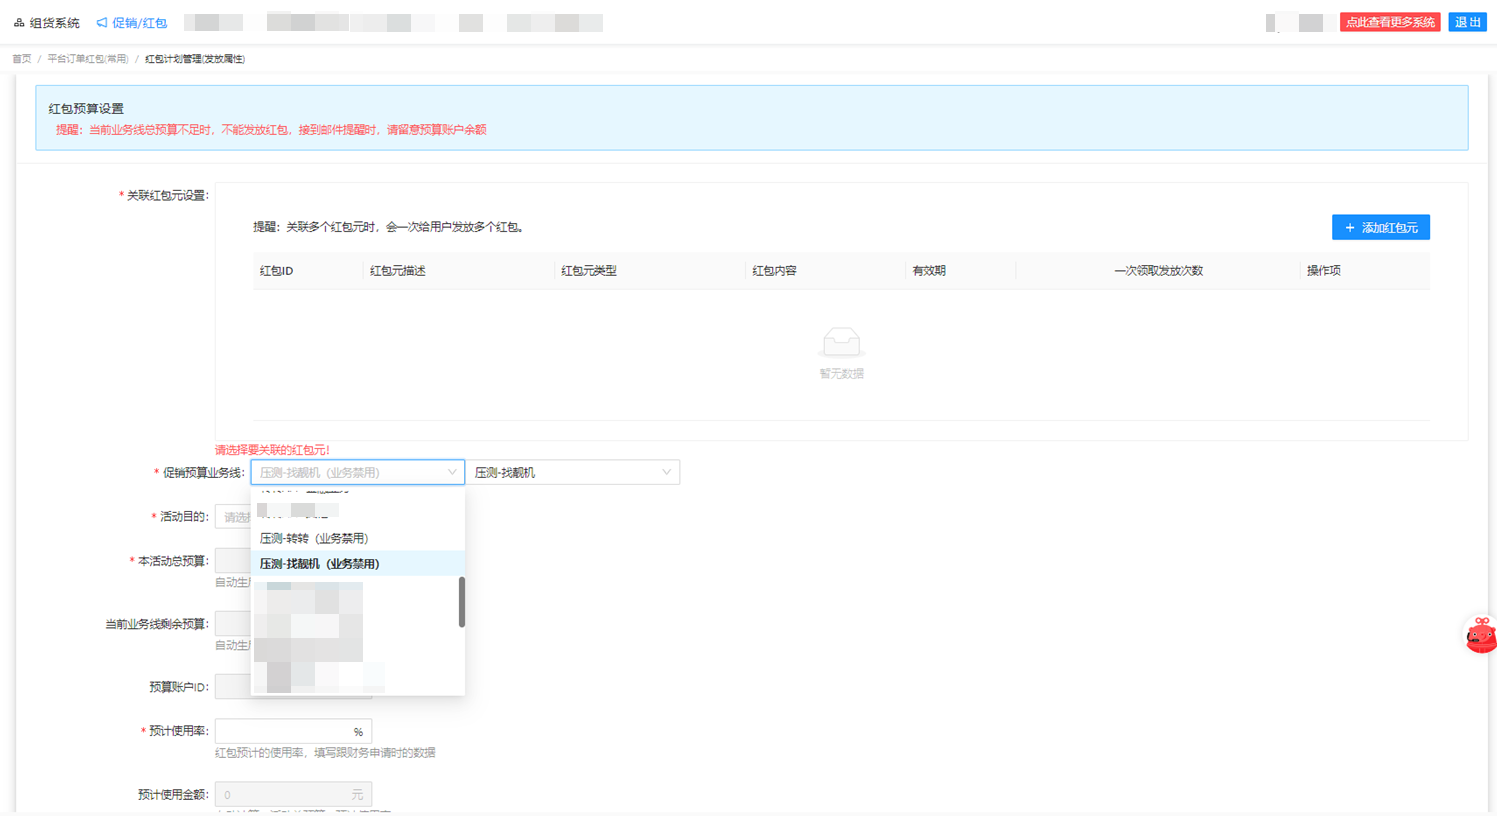 组货系统 促销/红包 点此查看更多系统 退出
首页 / 平台订单红包(常用) / 红包计划管理(发放属性)
红包预算设置
提醒：当前业务线总预算不足时，不能发放红包，接到邮件提醒时，请留意预算账户余额
* 关联红包元设置:
提醒：关联多个红包元时，会一次给用户发放多个红包。
+ 添加红包元
红包ID 红包元描述 红包元类型 红包内容 有效期 一次领取发放次数 操作项
暂无数据
请选择要关联的红包元!
* 促销预算业务线: 压测-找靓机（业务禁用） 压测-找靓机
* 活动目的: 请选
压测-转转（业务禁用）
压测-找靓机（业务禁用）
* 本活动总预算:
自动生
当前业务线剩余预算:
自动生
预算账户ID:
* 预计使用率: %
红包预计的使用率，填写跟财务申请时的数据
预计使用金额: 0 元